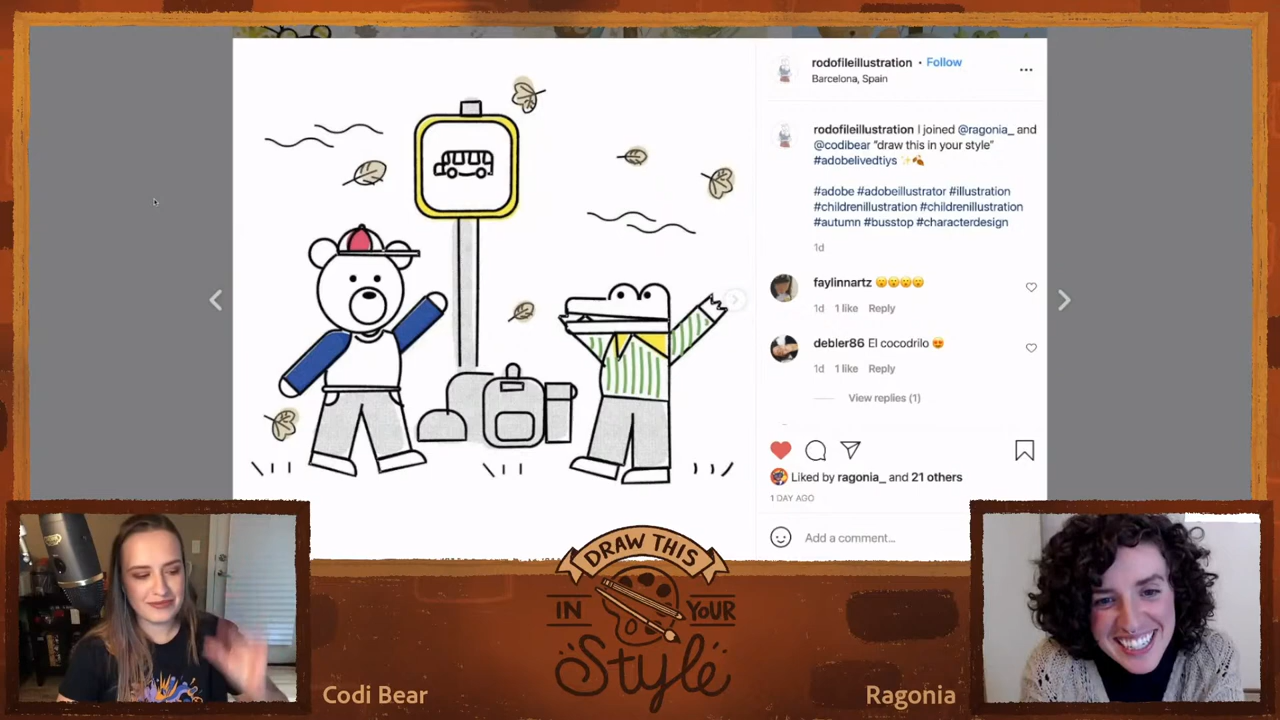 rodofileillustration • Follow
Barcelona, Spain
rodofileillustration I joined @ragonia_ and
@codibear "draw this in your style"
#adobelivedtiys
#adobe #adobeillustrator #illustration
#childrenillustration #childrenillustration
#autumn #busstop #characterdesign
1d
faylinnartz
1d 1 like Reply
debler86 El cocodrilo
1d 1 like Reply
View replies (1)
Liked by ragonia_ and 21 others
1 DAY AGO
Add a comment...
DRAW THIS
IN YOUR
Style
Codi Bear
Ragonia